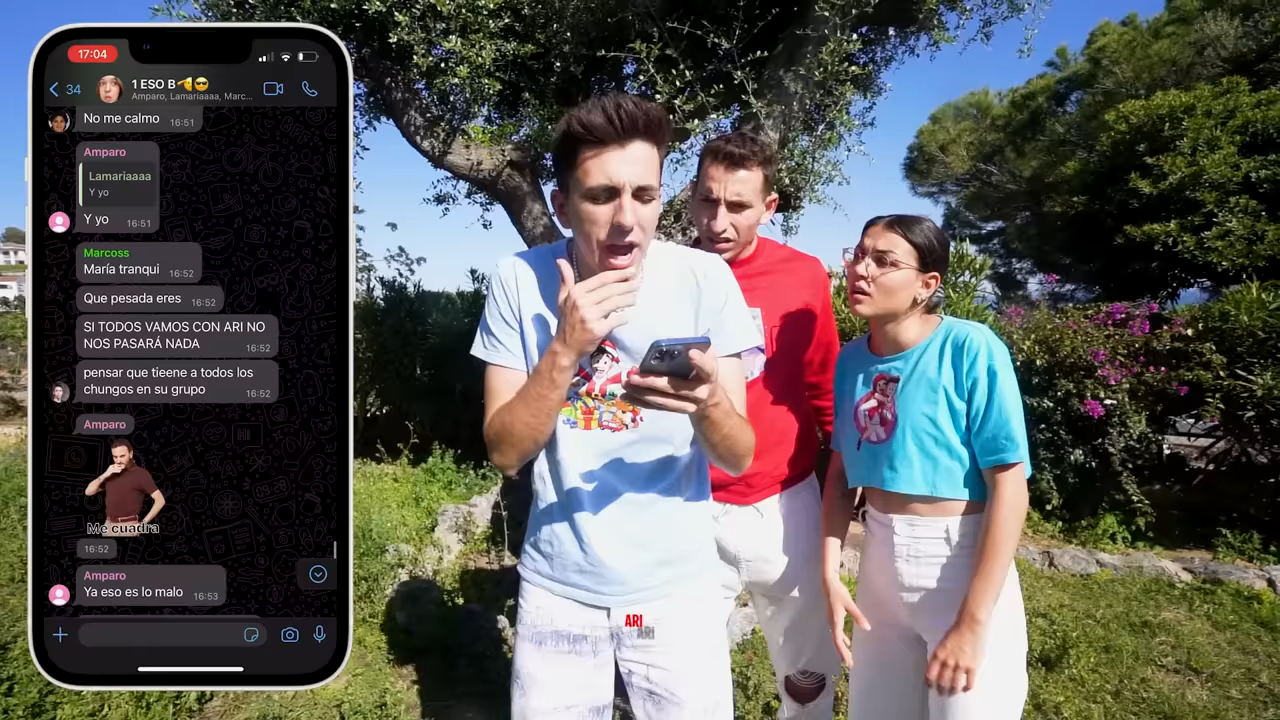 17:04
34
1 ESO B
Amparo, Lamariaaaa, Marc...
No me calmo 16:51
Amparo
Lamariaaaa
Y yo
Y yo 16:51
Marcoss
María tranqui 16:52
Que pesada eres 16:52
SI TODOS VAMOS CON ARI NO
NOS PASARÁ NADA 16:52
pensar que tieene a todos los
chungos en su grupo 16:52
Amparo
Me cuadra
16:52
Amparo
Ya eso es lo malo 16:53
ARI
ARI